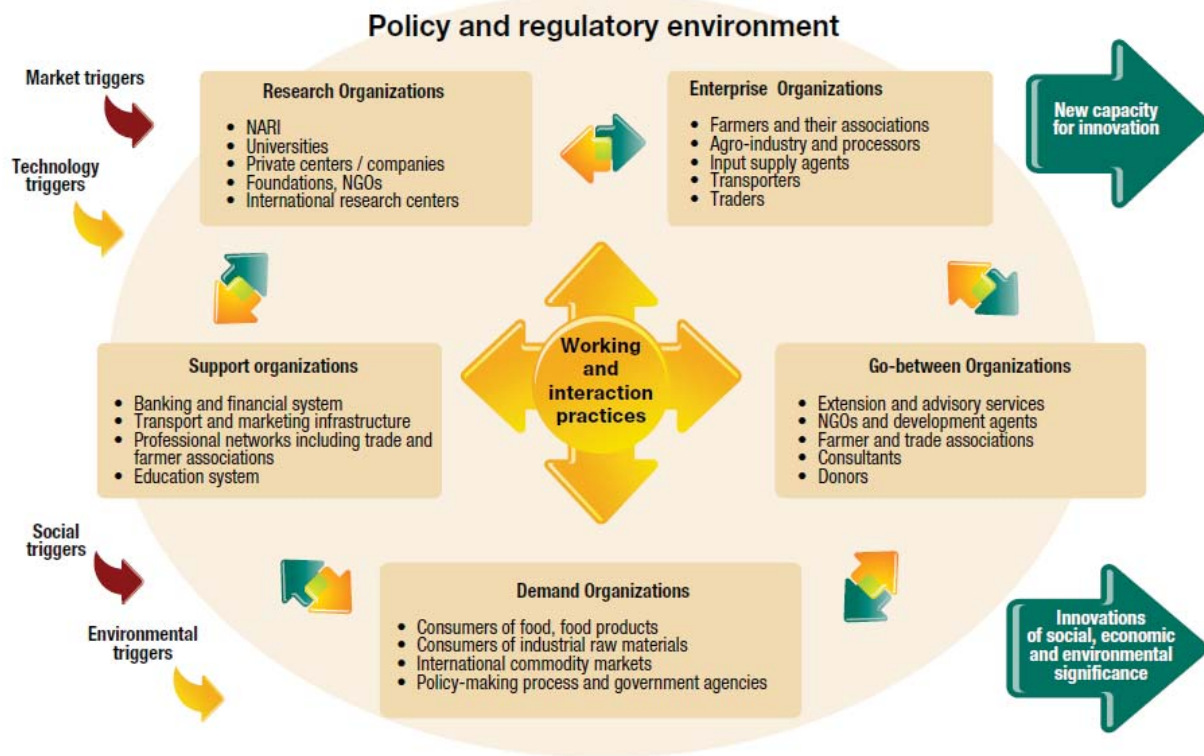 Policy and regulatory environment
Market triggers
Technology
triggers
Research Organizations
• NARI
• Universities
• Private centers / companies
• Foundations, NGOs
• International research centers
Enterprise Organizations
• Farmers and their associations
• Agro-industry and processors
• Input supply agents
• Transporters
• Traders
New capacity
for innovation
Support organizations
• Banking and financial system
• Transport and marketing infrastructure
• Professional networks including trade and
farmer associations
• Education system
Working
and
interaction
practices
Go-between Organizations
• Extension and advisory services
• NGOs and development agents
• Farmer and trade associations
• Consultants
• Donors
Social
triggers
Environmental
triggers
Demand Organizations
• Consumers of food, food products
• Consumers of industrial raw materials
• International commodity markets
• Policy-making process and government agencies
Innovations
of social, economic
and environmental
significance